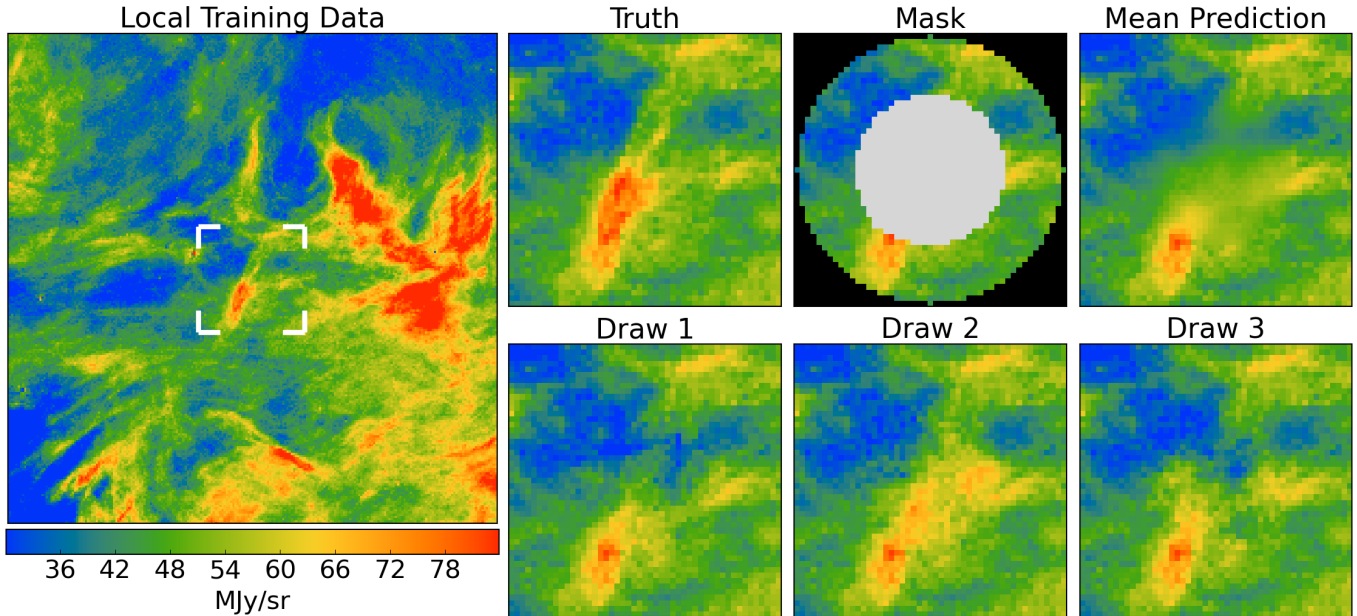 Local Training Data
Truth
Mask
Mean Prediction
Draw 1
Draw 2
Draw 3
36 42 48 54 60 66 72 78
MJy/sr